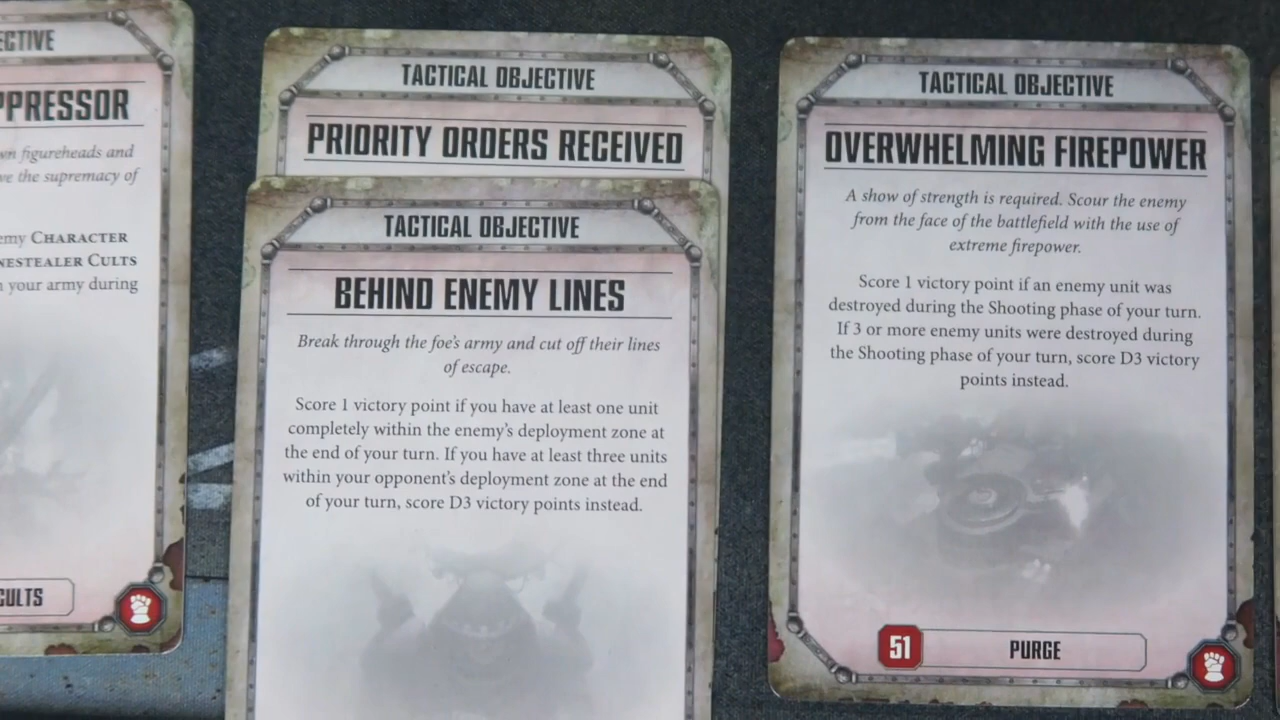 ECTIVE
PPRESSOR
wn figureheads and
ve the supremacy of
emy CHARACTER
NESTEALER CULTS
your army during
CULTS
TACTICAL OBJECTIVE
PRIORITY ORDERS RECEIVED
TACTICAL OBJECTIVE
BEHIND ENEMY LINES
Break through the foe's army and cut off their lines
of escape.
Score 1 victory point if you have at least one unit
completely within the enemy's deployment zone at
the end of your turn. If you have at least three units
within your opponent's deployment zone at the end
of your turn, score D3 victory points instead.
TACTICAL OBJECTIVE
OVERWHELMING FIREPOWER
A show of strength is required. Scour the enemy
from the face of the battlefield with the use of
extreme firepower.
Score 1 victory point if an enemy unit was
destroyed during the Shooting phase of your turn.
If 3 or more enemy units were destroyed during
the Shooting phase of your turn, score D3 victory
points instead.
51 PURGE